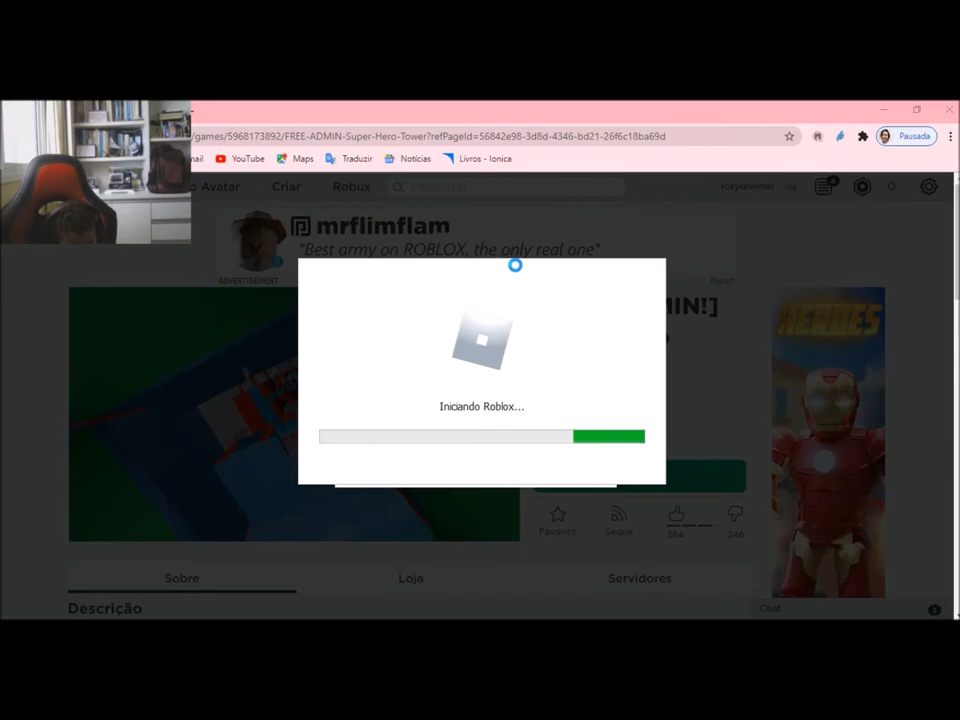 /games/5968173892/FREE-ADMIN-Super-Hero-Tower?refPageId=56842e98-3d8d-4346-bd21-26f6c18ba69d
Pausada
YouTube
Maps
Traduzir
Notícias
Livros - Ionica
Avatar
Criar
Robux
Pesquisar
0
mrflimflam
"Best army on ROBLOX, the only real one"
ADVERTISEMENT
Report
MIN!]
HEROES
Iniciando Roblox...
Favorito
Seguir
384
246
Sobre
Loja
Servidores
Descrição
Chat